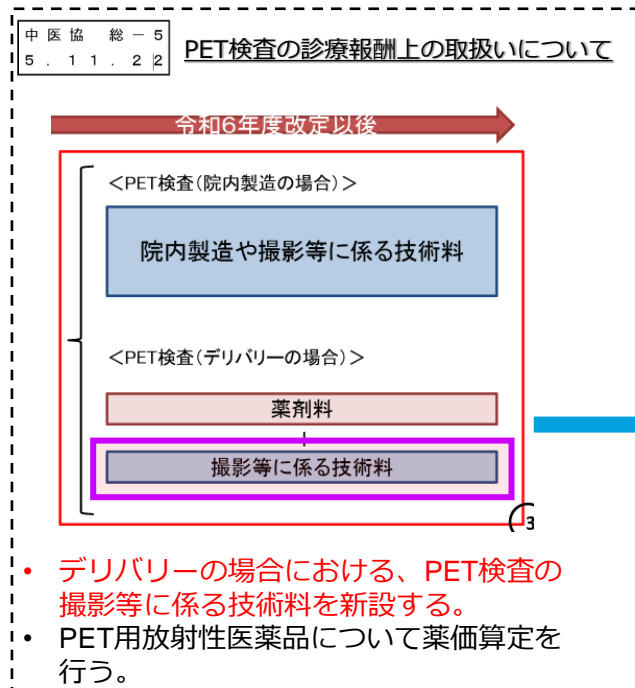 中医協 総－5
5．11．22
PET検査の診療報酬上の取扱いについて
令和6年度改定以後
＜PET検査(院内製造の場合)＞
院内製造や撮影等に係る技術料
＜PET検査(デリバリーの場合)＞
薬剤料
+
撮影等に係る技術料
3
• デリバリーの場合における、PET検査の
撮影等に係る技術料を新設する。
• PET用放射性医薬品について薬価算定を
行う。